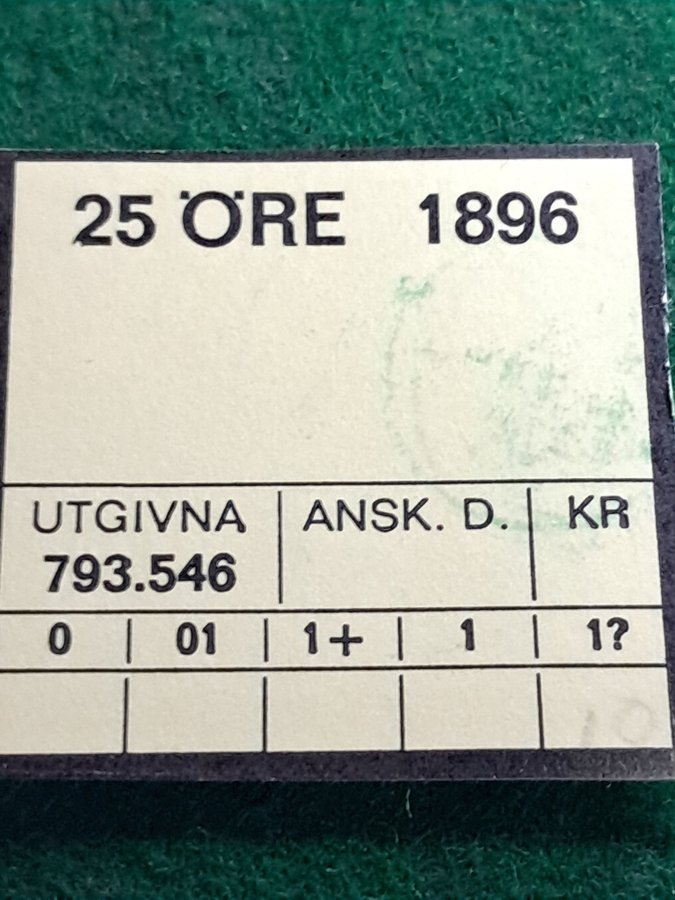 25 ÖRE 1896
UTGIVNA ANSK. D. KR
793.546
0 01 1+ 1 1?